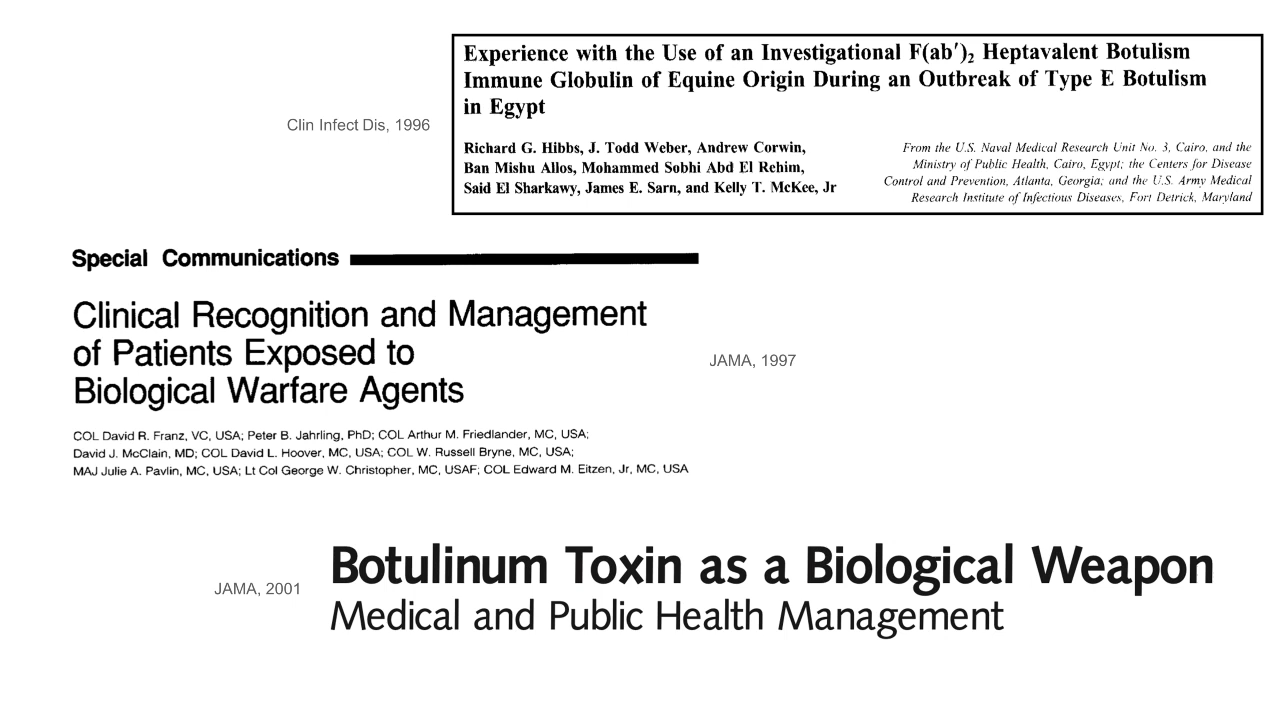 Experience with the Use of an Investigational F(ab′)₂ Heptavalent Botulism
Immune Globulin of Equine Origin During an Outbreak of Type E Botulism
in Egypt
Clin Infect Dis, 1996
Richard G. Hibbs, J. Todd Weber, Andrew Corwin,
Ban Mishu Allos, Mohammed Sobhi Abd El Rehim,
Said El Sharkawy, James E. Sarn, and Kelly T. McKee, Jr
From the U.S. Naval Medical Research Unit No. 3, Cairo, and the
Ministry of Public Health, Cairo, Egypt; the Centers for Disease
Control and Prevention, Atlanta, Georgia; and the U.S. Army Medical
Research Institute of Infectious Diseases, Fort Detrick, Maryland
Special Communications
Clinical Recognition and Management
of Patients Exposed to
Biological Warfare Agents
JAMA, 1997
COL David R. Franz, VC, USA; Peter B. Jahrling, PhD; COL Arthur M. Friedlander, MC, USA;
David J. McClain, MD; COL David L. Hoover, MC, USA; COL W. Russell Bryne, MC, USA;
MAJ Julie A. Pavlin, MC, USA; Lt Col George W. Christopher, MC, USAF; COL Edward M. Eitzen, Jr, MC, USA
Botulinum Toxin as a Biological Weapon
JAMA, 2001
Medical and Public Health Management